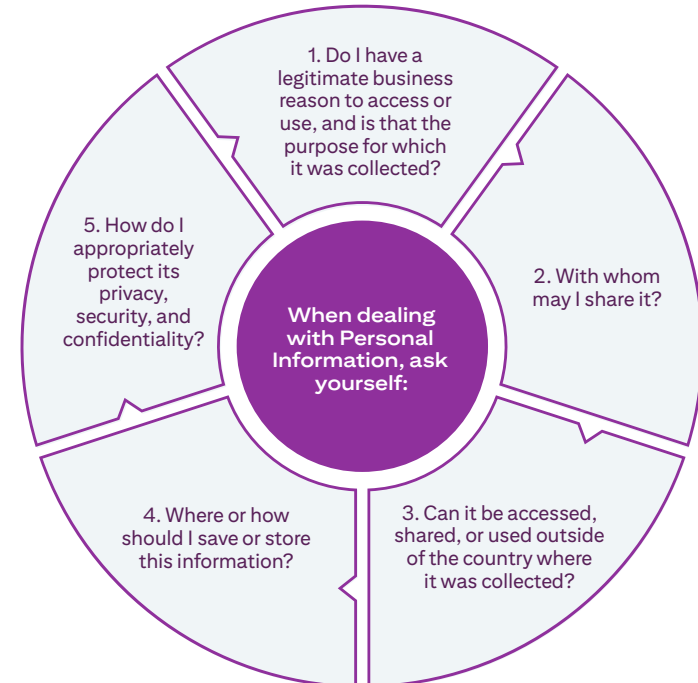 1. Do I have a
legitimate business
reason to access or
use, and is that the
purpose for which
it was collected?
2. With whom
may I share it?
3. Can it be accessed,
shared, or used outside
of the country where
it was collected?
4. Where or how
should I save or store
this information?
5. How do I
appropriately
protect its
privacy,
security, and
confidentiality?
When dealing
with Personal
Information, ask
yourself: